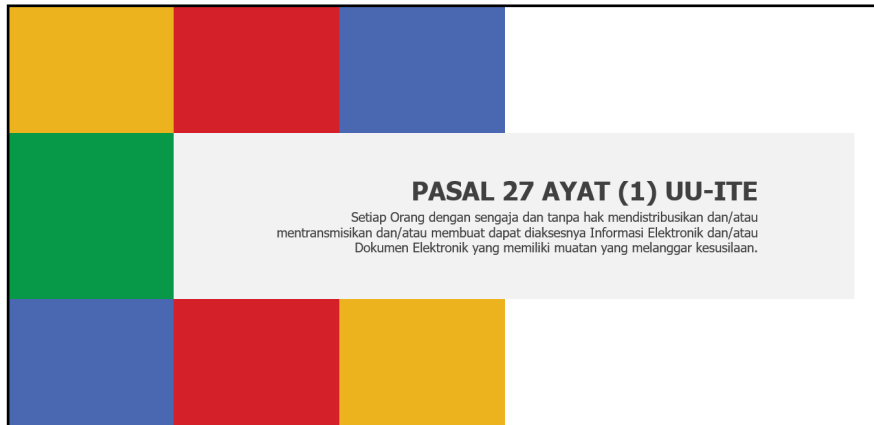 PASAL 27 AYAT (1) UU-ITE
Setiap Orang dengan sengaja dan tanpa hak mendistribusikan dan/atau
mentransmisikan dan/atau membuat dapat diaksesnya Informasi Elektronik dan/atau
Dokumen Elektronik yang memiliki muatan yang melanggar kesusilaan.